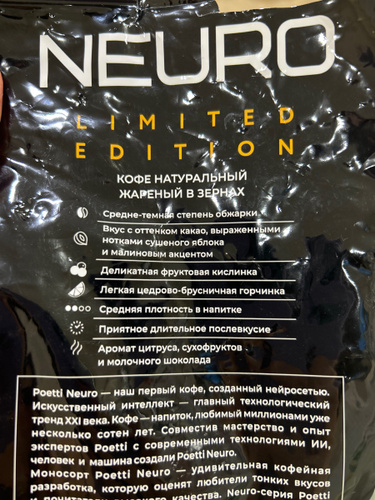 NEURO
LIMITED
EDITION
КОФЕ НАТУРАЛЬНЫЙ
ЖАРЕНЫЙ В ЗЕРНАХ
Средне-темная степень обжарки
Вкус с оттенком какао, выраженными
нотками сушеного яблока
и малиновым акцентом
Деликатная фруктовая кислинка
Легкая цедрово-брусничная горчинка
Средняя плотность в напитке
Приятное длительное послевкусие
Аромат цитруса, сухофруктов
и молочного шоколада
Poetti Neuro — наш первый кофе, созданный нейросетью.
Искусственный интеллект — главный технологический
тренд XXI века. Кофе — напиток, любимый миллионами уже
несколько сотен лет. Совместив мастерство и опыт
экспертов Poetti с современными технологиями ИИ,
человек и машина создали Poetti Neuro.
Моносорт Poetti Neuro — удивительная кофейная
разработка, которую оценят любители тонких вкусов
качества. Neuro-серия Poetti